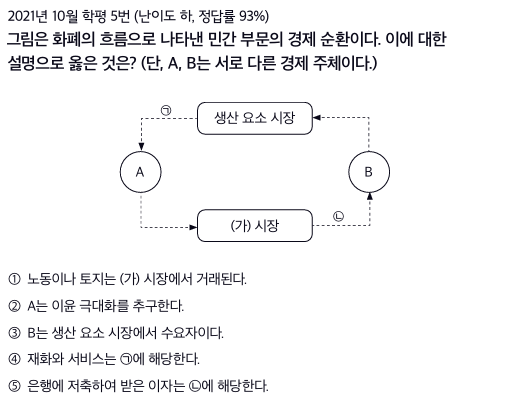 2021년 10월 학평 5번 (난이도 하, 정답률 93%)
그림은 화폐의 흐름으로 나타낸 민간 부문의 경제 순환이다. 이에 대한
설명으로 옳은 것은? (단, A, B는 서로 다른 경제 주체이다.)
㉠
생산 요소 시장
A
B
(가) 시장
㉡
① 노동이나 토지는 (가) 시장에서 거래된다.
② A는 이윤 극대화를 추구한다.
③ B는 생산 요소 시장에서 수요자이다.
④ 재화와 서비스는 ㉠에 해당한다.
⑤ 은행에 저축하여 받은 이자는 ㉡에 해당한다.